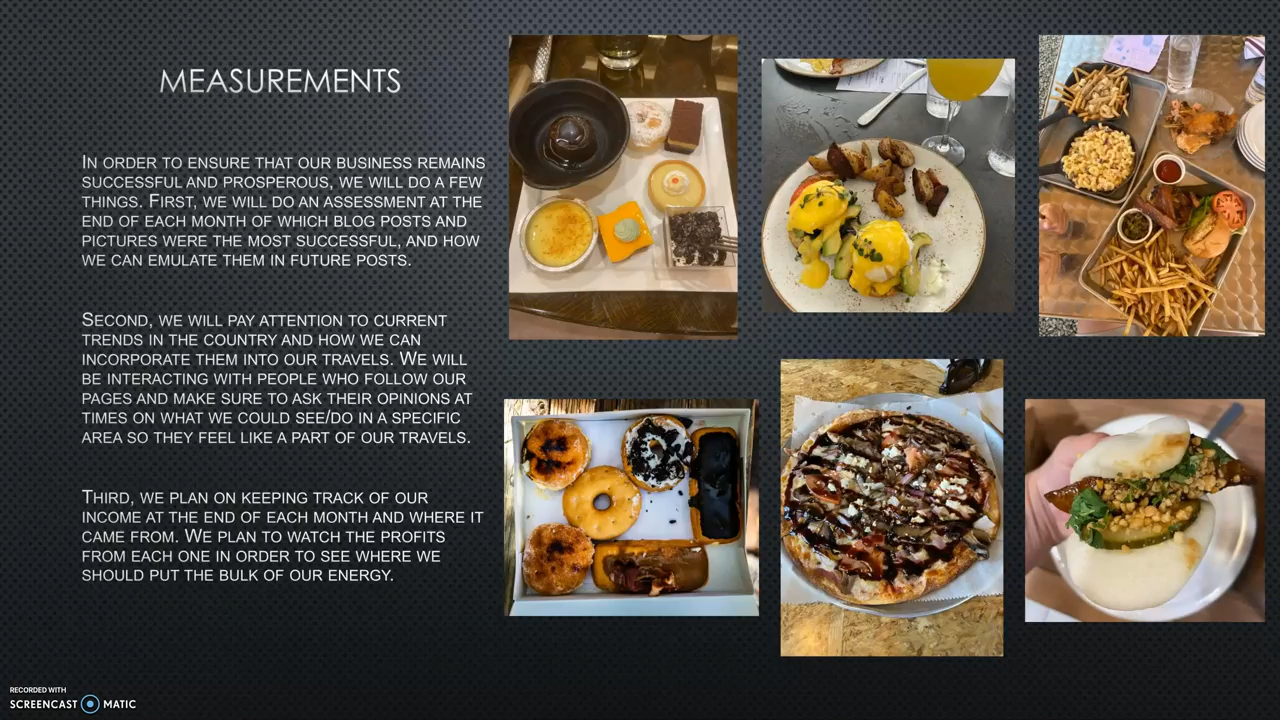 MEASUREMENTS
In order to ensure that our business remains
successful and prosperous, we will do a few
things. First, we will do an assessment at the
end of each month of which blog posts and
pictures were the most successful, and how
we can emulate them in future posts.
Second, we will pay attention to current
trends in the country and how we can
incorporate them into our travels. We will
be interacting with people who follow our
pages and make sure to ask their opinions at
times on what we could see/do in a specific
area so they feel like a part of our travels.
Third, we plan on keeping track of our
income at the end of each month and where it
came from. We plan to watch the profits
from each one in order to see where we
should put the bulk of our energy.
RECORDED WITH
SCREENCAST MATIC